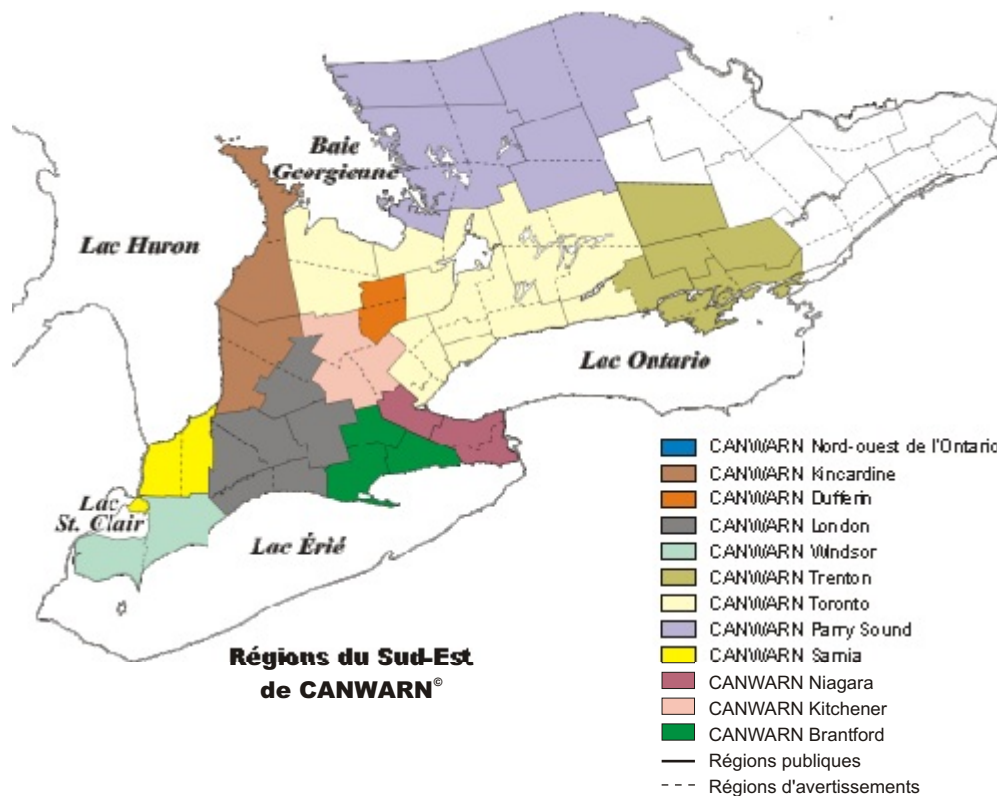 Baie
Georgienne
Lac Huron
Lac Ontario
Lac
St. Clair
Lac Érié
Régions du Sud-Est
de CANWARN©
CANWARN Nord-ouest de l'Ontario
CANWARN Kincardine
CANWARN Dufferin
CANWARN London
CANWARN Windsor
CANWARN Trenton
CANWARN Toronto
CANWARN Parry Sound
CANWARN Sarnia
CANWARN Niagara
CANWARN Kitchener
CANWARN Brantford
Régions publiques
Régions d'avertissements